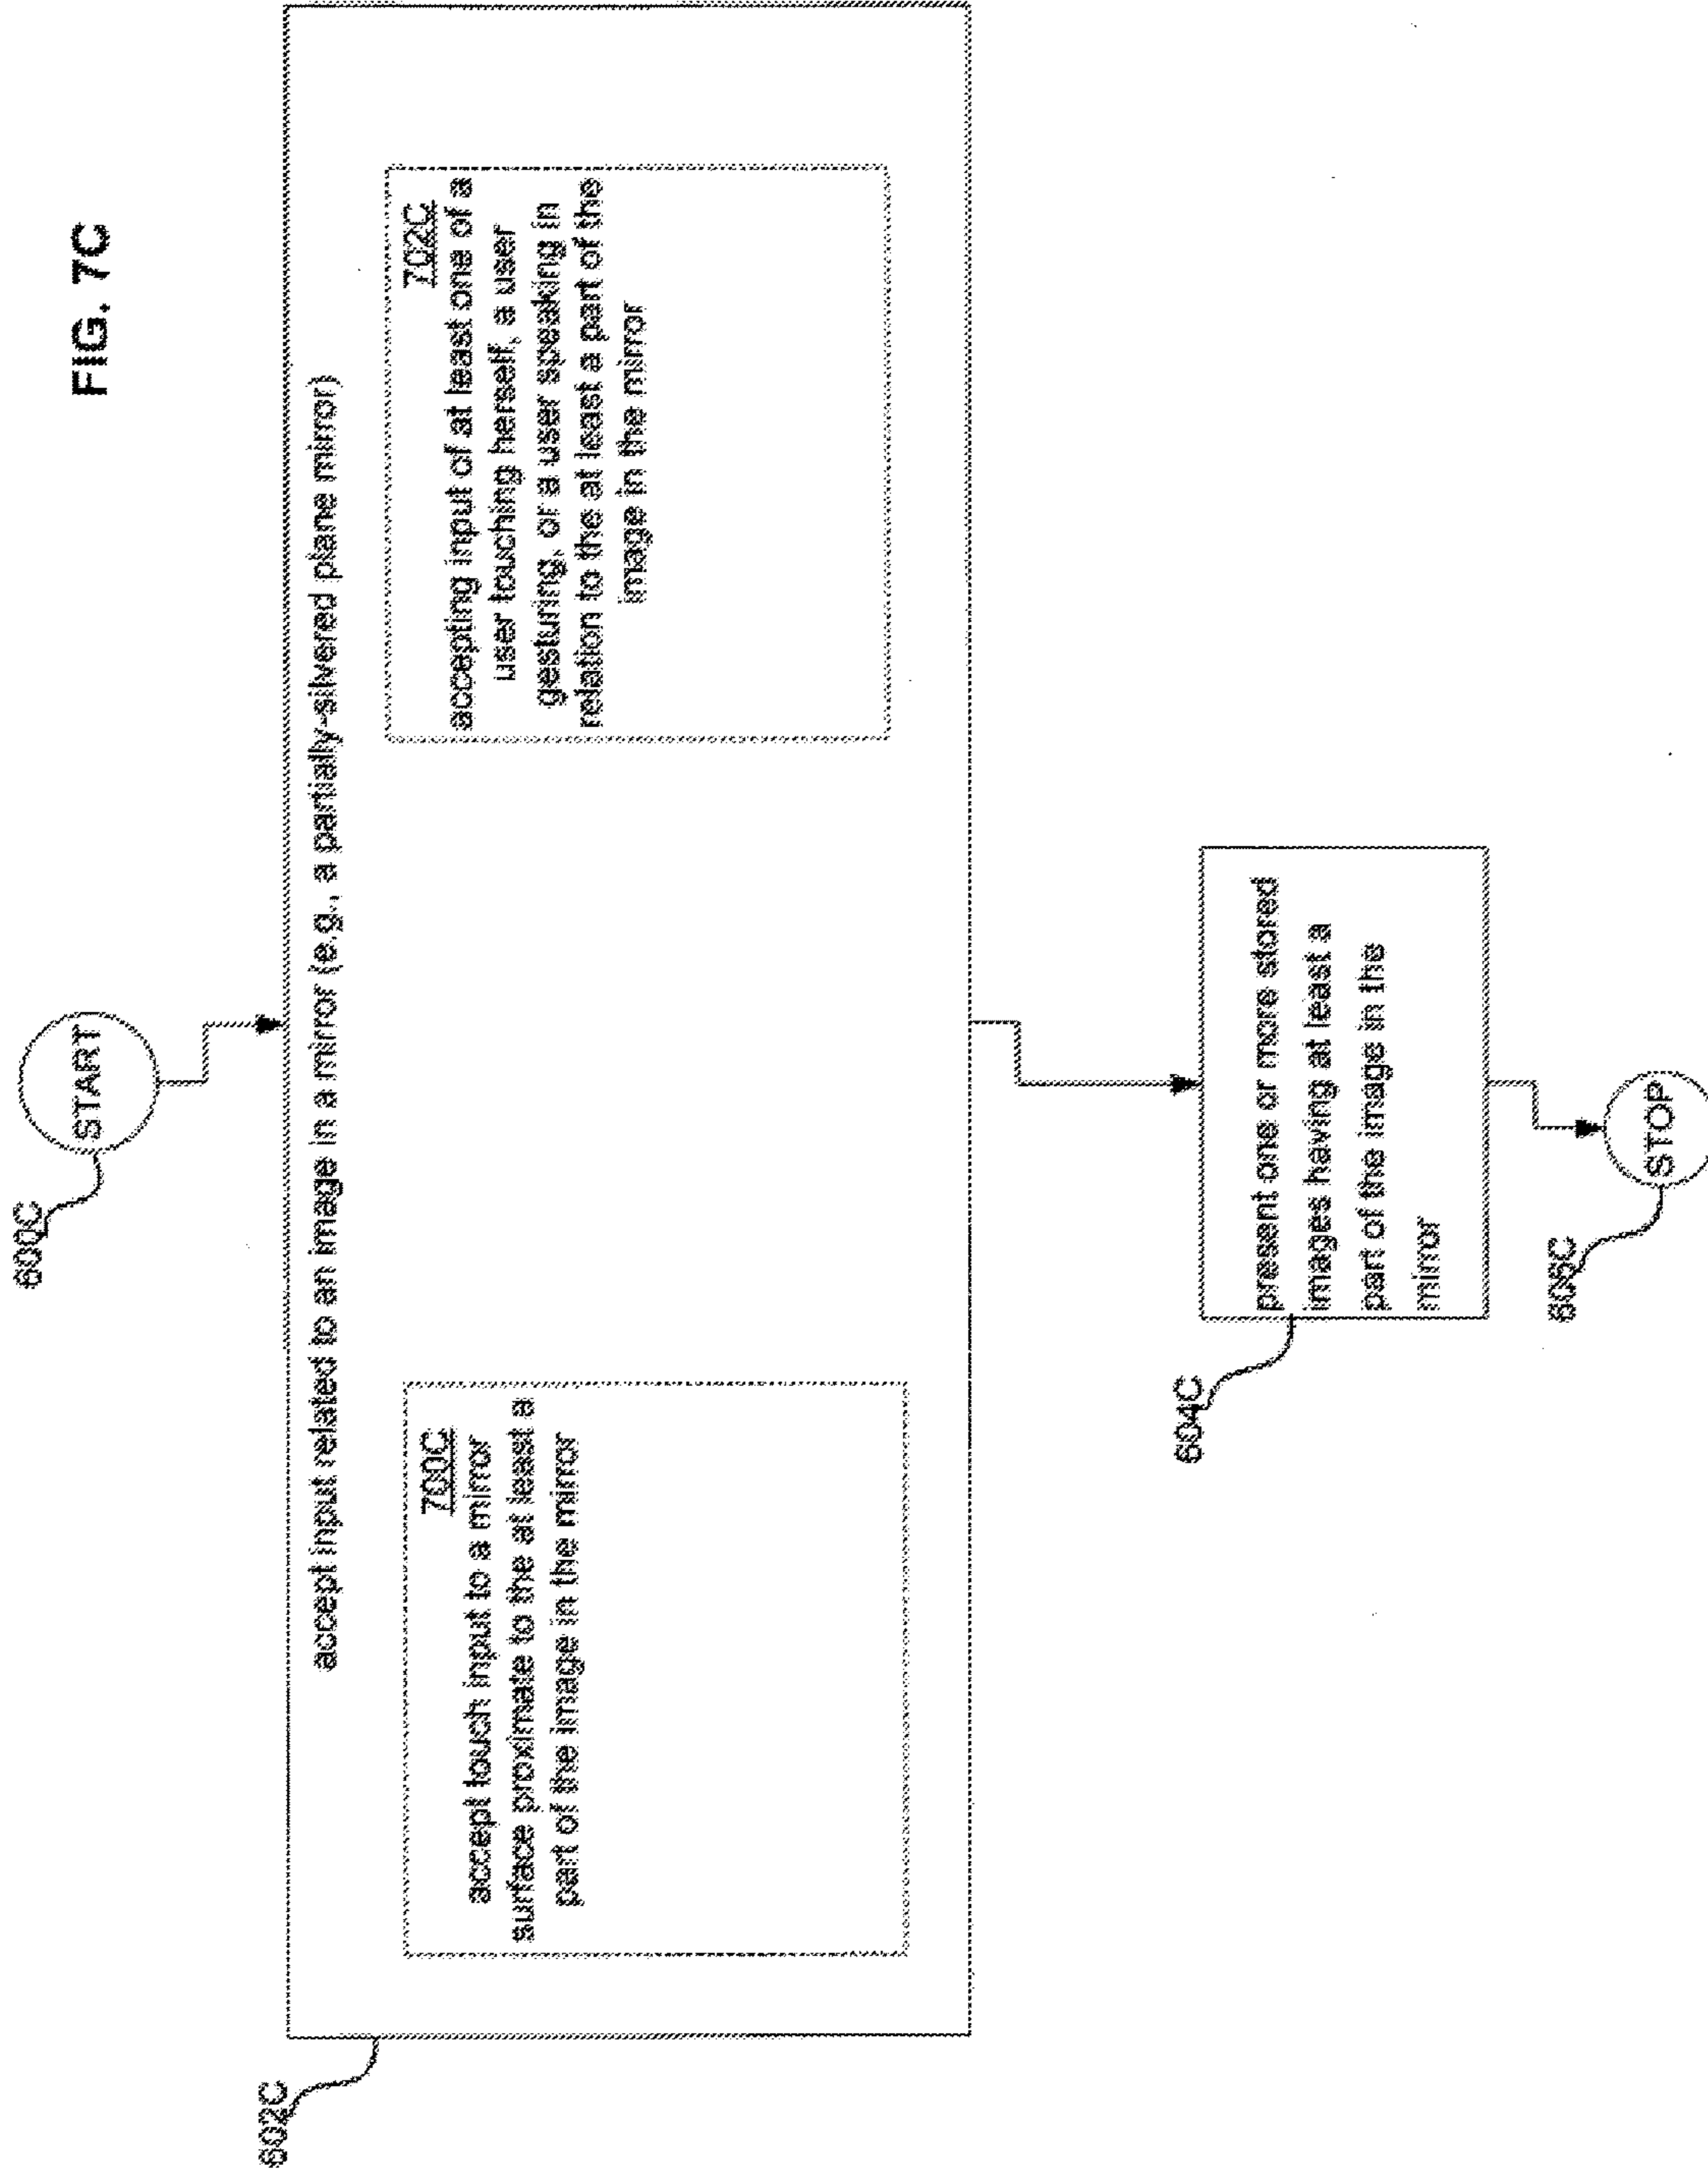 FIG. 7C
600C
START
602C
accept input related to an image in a mirror (e.g., a partially-silvered plane mirror)
700C
accept touch input to a mirror
surface proximate to the at least a
part of the image in the mirror
702C
accepting input of at least one of a
user touching herself, a user
gesturing, or a user speaking in
relation to the at least a part of the
image in the mirror
604C
present one or more stored
images having at least a
part of the image in the
mirror
606C
STOP